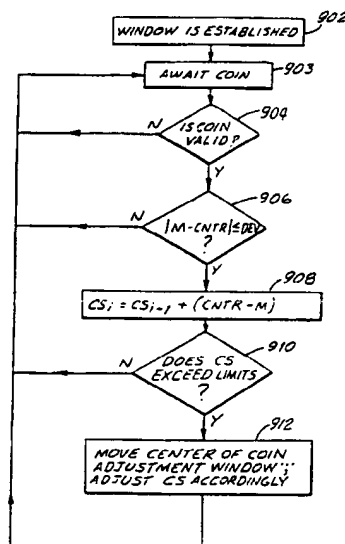 902
WINDOW IS ESTABLISHED
903
AWAIT COIN
904
N
IS COIN
VALID?
Y
906
N
|M-CNTR|≤DEV
?
Y
908
CSi = CSi-1 + (CNTR-M)
910
N
DOES CS
EXCEED LIMITS
?
Y
912
MOVE CENTER OF COIN
ADJUSTMENT WINDOW;
ADJUST CS ACCORDINGLY